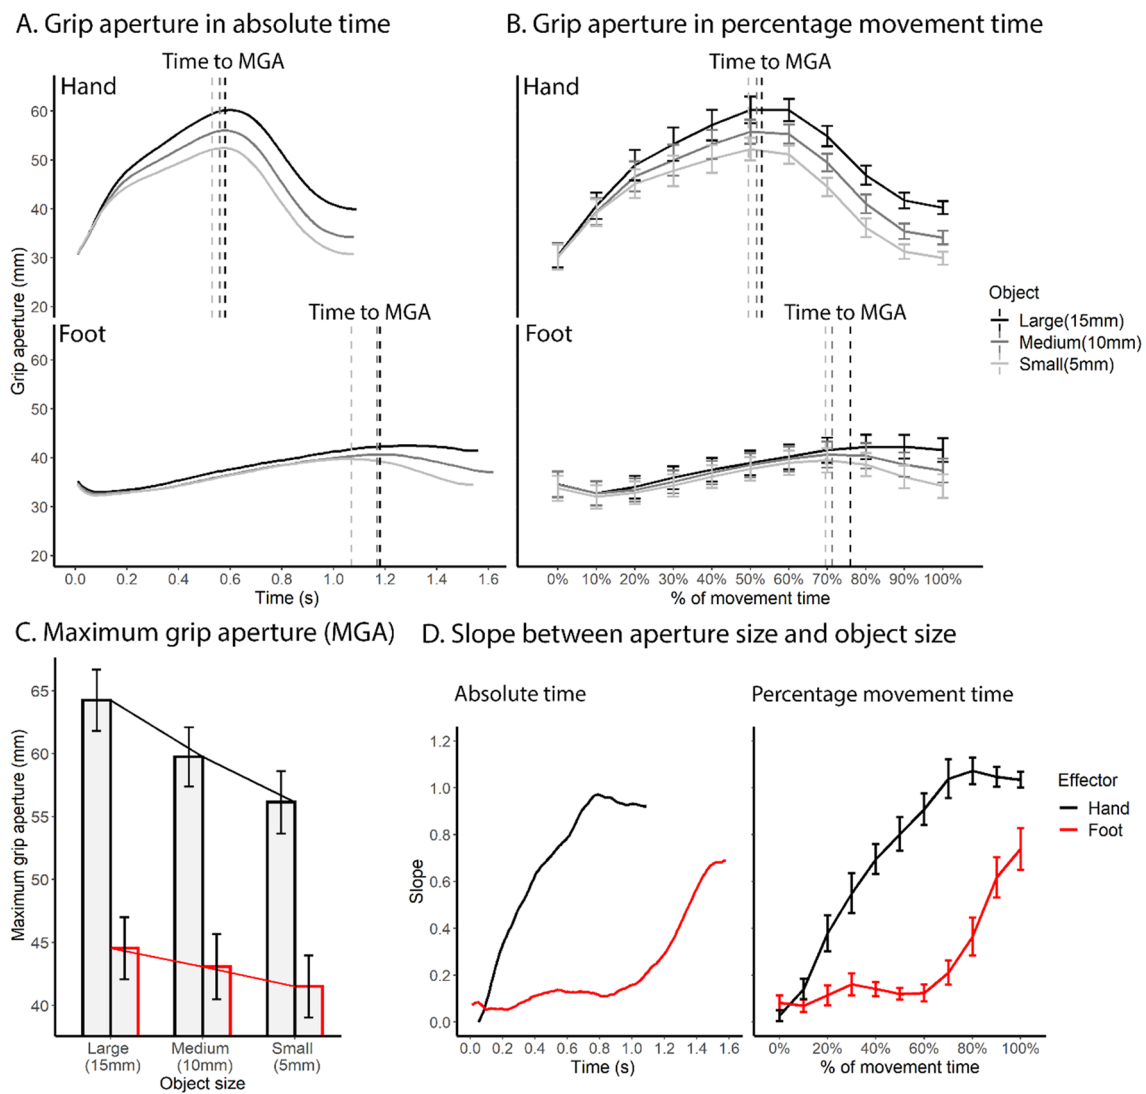 A. Grip aperture in absolute time
B. Grip aperture in percentage movement time
Time to MGA
Time to MGA
Hand
Hand
60
50
40
30
20
Grip aperture (mm)
Time to MGA
Time to MGA
Foot
Foot
60
50
40
30
20
0.0 0.2 0.4 0.6 0.8 1.0 1.2 1.4 1.6
Time (s)
0% 10% 20% 30% 40% 50% 60% 70% 80% 90% 100%
% of movement time
Object
Large(15mm)
Medium(10mm)
Small(5mm)
C. Maximum grip aperture (MGA)
D. Slope between aperture size and object size
Maximum grip aperture (mm)
65
60
55
50
45
40
Large
(15mm)
Medium
(10mm)
Small
(5mm)
Object size
Absolute time
Percentage movement time
Slope
1.2
1.0
0.8
0.6
0.4
0.2
0.0
0.0 0.2 0.4 0.6 0.8 1.0 1.2 1.4 1.6
Time (s)
0% 20% 40% 60% 80% 100%
% of movement time
Effector
Hand
Foot